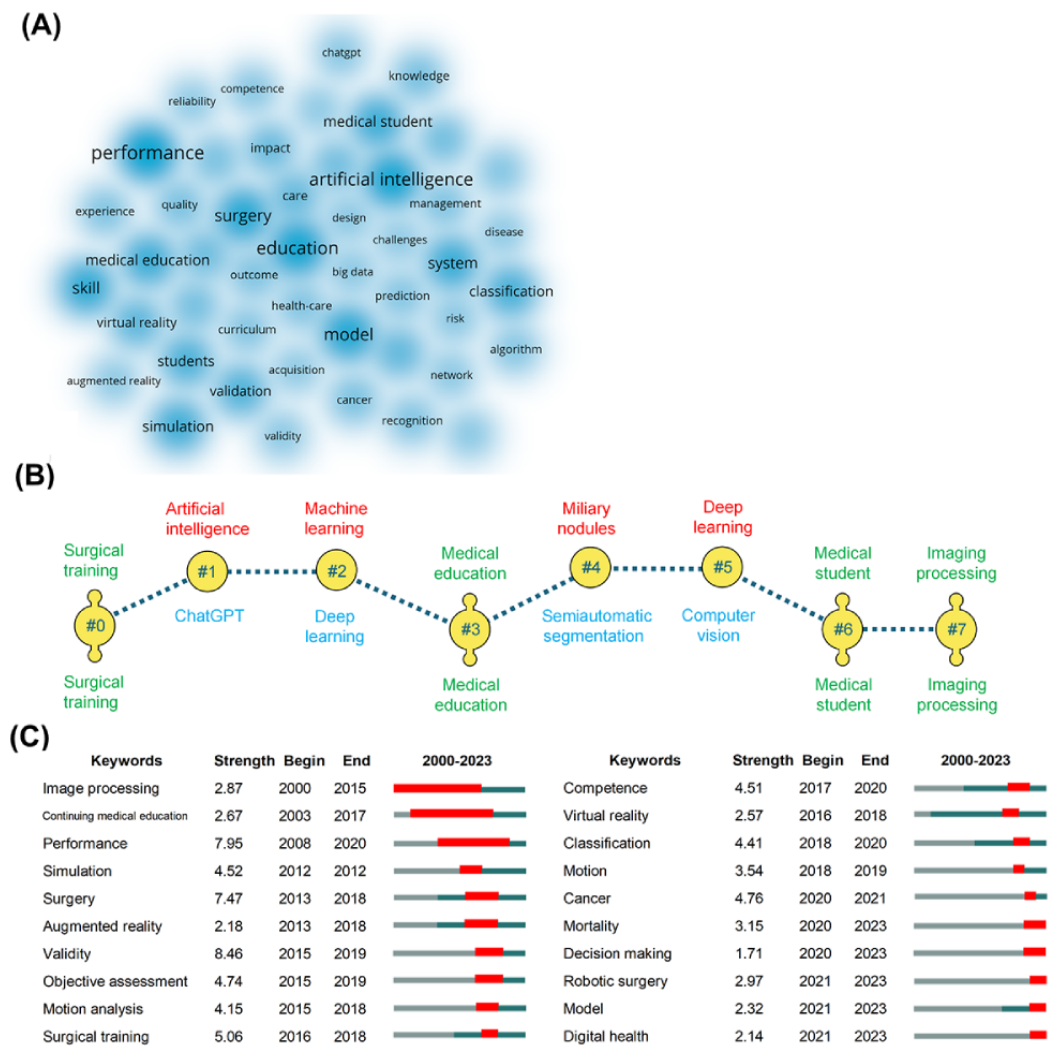 (A)
chatgpt
knowledge
competence
reliability
medical student
performance
impact
artificial intelligence
care
management
quality
experience
surgery
design
disease
challenges
education
medical education
system
outcome
big data
skill
classification
prediction
health-care
risk
virtual reality
curriculum
model
algorithm
students
acquisition
network
augmented reality
validation
cancer
recognition
simulation
validity
(B)
Surgical
training
#0
Surgical
training
Artificial
intelligence
#1
ChatGPT
Machine
learning
#2
Deep
learning
Medical
education
#3
Medical
education
Miliary
nodules
#4
Semiautomatic
segmentation
Deep
learning
#5
Computer
vision
Medical
student
#6
Medical
student
Imaging
processing
#7
Imaging
processing
(C)
Keywords Strength Begin End 2000-2023
Image processing 2.87 2000 2015
Continuing medical education 2.67 2003 2017
Performance 7.95 2008 2020
Simulation 4.52 2012 2012
Surgery 7.47 2013 2018
Augmented reality 2.18 2013 2018
Validity 8.46 2015 2019
Objective assessment 4.74 2015 2019
Motion analysis 4.15 2015 2018
Surgical training 5.06 2016 2018
Keywords Strength Begin End 2000-2023
Competence 4.51 2017 2020
Virtual reality 2.57 2016 2018
Classification 4.41 2018 2020
Motion 3.54 2018 2019
Cancer 4.76 2020 2021
Mortality 3.15 2020 2023
Decision making 1.71 2020 2023
Robotic surgery 2.97 2021 2023
Model 2.32 2021 2023
Digital health 2.14 2021 2023